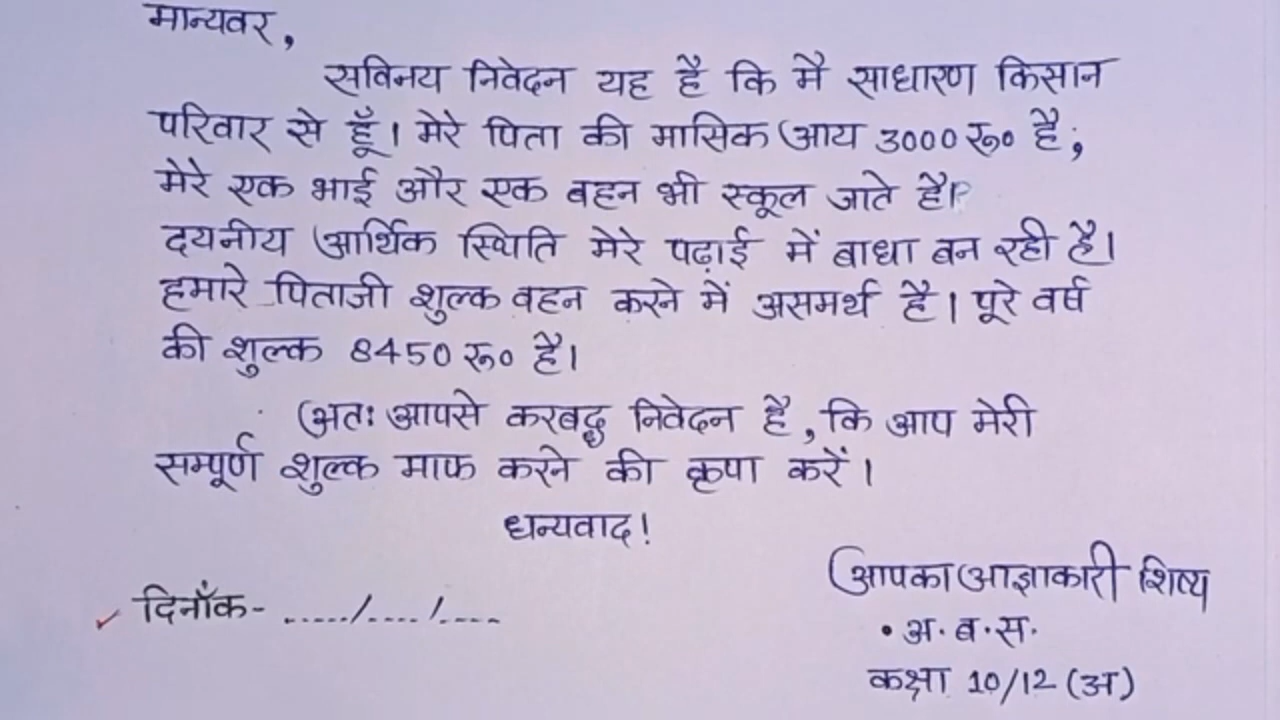 मान्यवर,
सविनय निवेदन यह है कि मै साधारण किसान
परिवार से हूँ। मेरे पिता की मासिक आय 3000 रू० है,
मेरे एक भाई और एक बहन भी स्कूल जाते है।
दयनीय आर्थिक स्थिति मेरे पढ़ाई में बाधा बन रही है।
हमारे पिताजी शुल्क वहन करने में असमर्थ है। पूरे वर्ष
की शुल्क 8450 रू० है।
अतः आपसे करबद्ध निवेदन है, कि आप मेरी
सम्पूर्ण शुल्क माफ करने की कृपा करें।
धन्यवाद!
आपका आज्ञाकारी शिष्य
दिनाँक- ...../..../....
• अ. ब. स.
कक्षा 10/12 (अ)